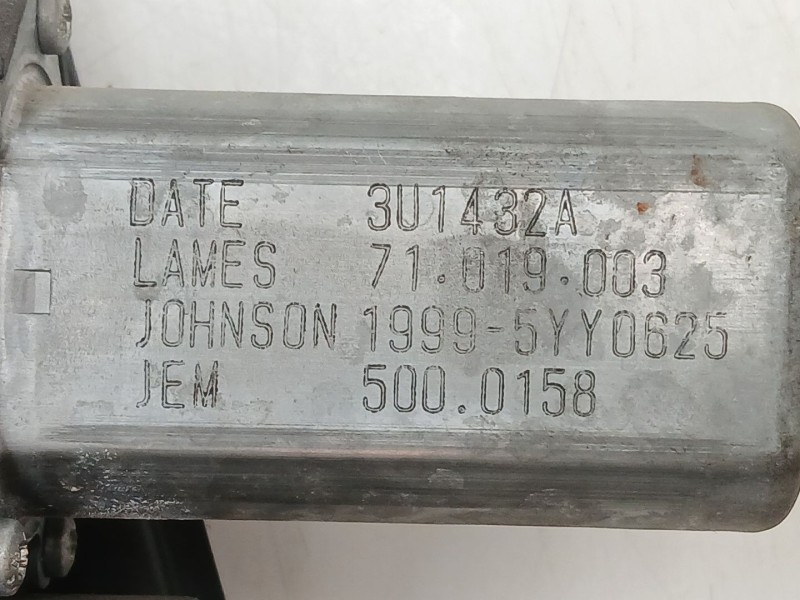 DATE 3U1432A
LAMES 71.019.003
JOHNSON 1999-5YY0625
JEM 500.0158